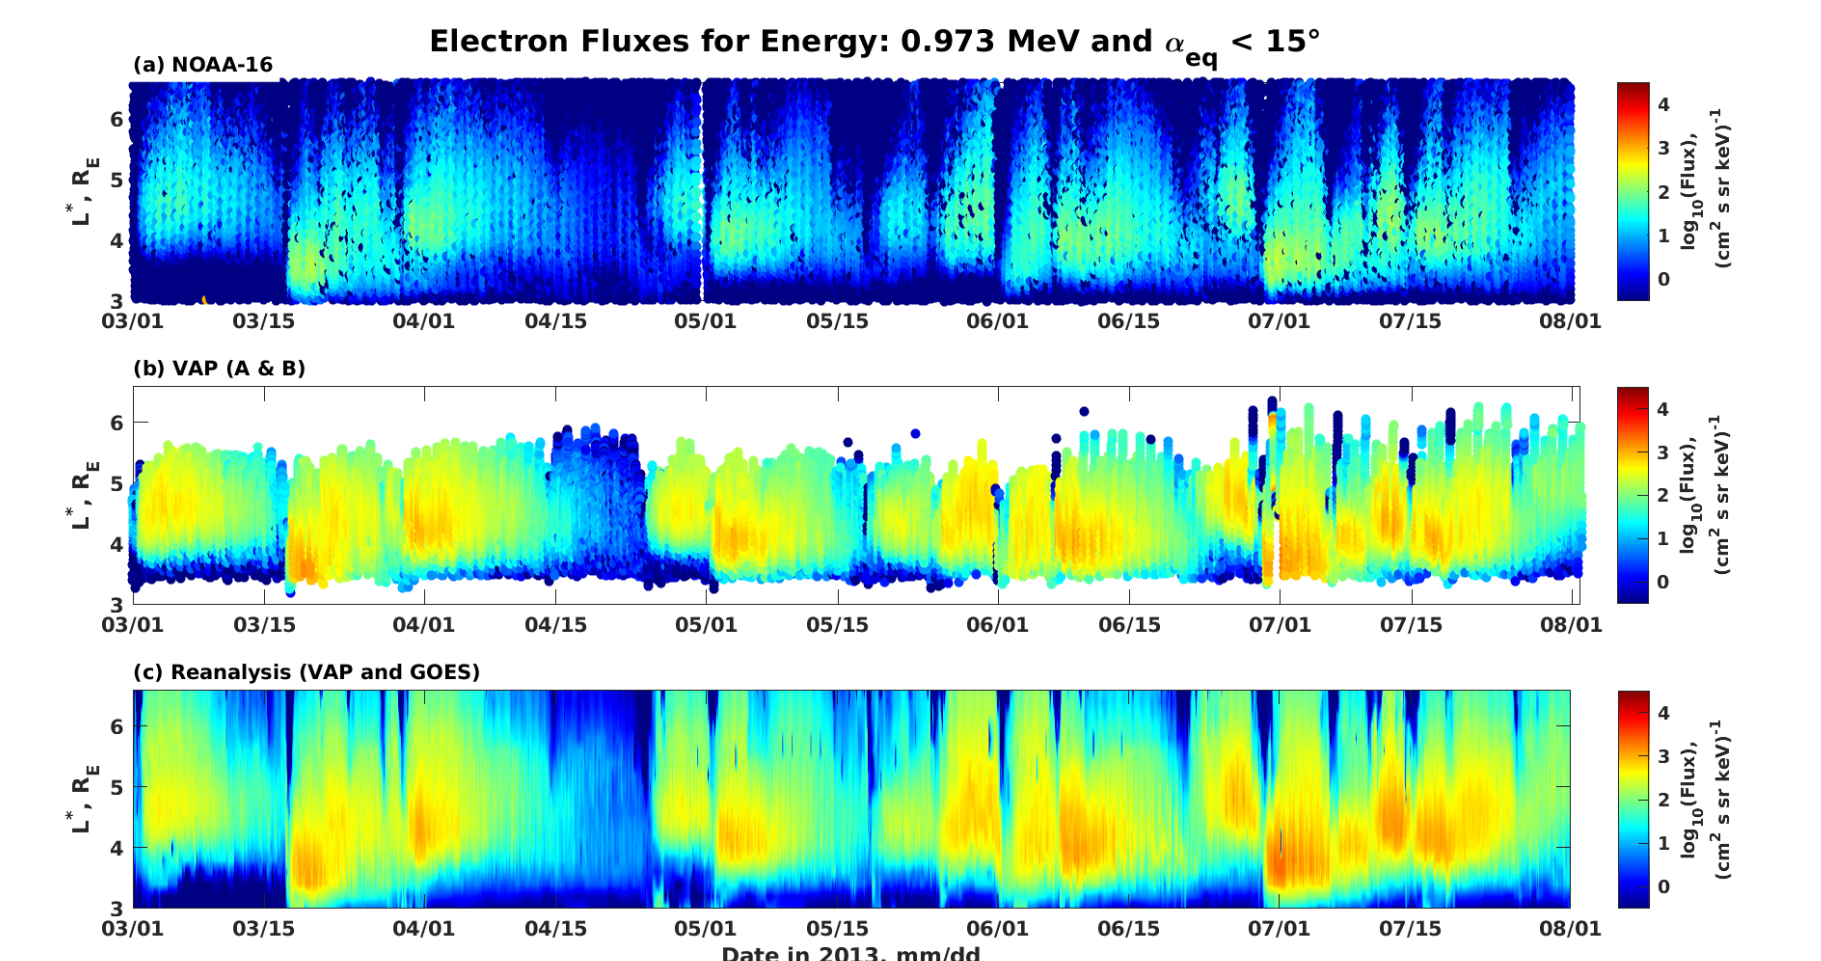 Electron Fluxes for Energy: 0.973 MeV and αeq < 15°
(a) NOAA-16
6
5
4
3
L*, RE
03/01 03/15 04/01 04/15 05/01 05/15 06/01 06/15 07/01 07/15 08/01
4
3
2
1
0
log10(Flux),
(cm2 s sr keV)-1
(b) VAP (A & B)
6
5
4
3
L*, RE
03/01 03/15 04/01 04/15 05/01 05/15 06/01 06/15 07/01 07/15 08/01
4
3
2
1
0
log10(Flux),
(cm2 s sr keV)-1
(c) Reanalysis (VAP and GOES)
6
5
4
3
L*, RE
03/01 03/15 04/01 04/15 05/01 05/15 06/01 06/15 07/01 07/15 08/01
4
3
2
1
0
log10(Flux),
(cm2 s sr keV)-1
Date in 2013, mm/dd